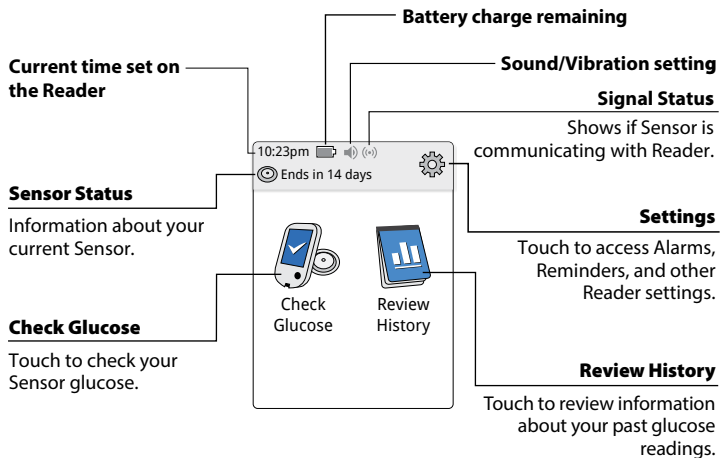 Battery charge remaining
Current time set on
the Reader
Sound/Vibration setting
Signal Status
Shows if Sensor is
communicating with Reader.
10:23pm
Ends in 14 days
Sensor Status
Information about your
current Sensor.
Settings
Touch to access Alarms,
Reminders, and other
Reader settings.
Check
Glucose
Review
History
Check Glucose
Touch to check your
Sensor glucose.
Review History
Touch to review information
about your past glucose
readings.